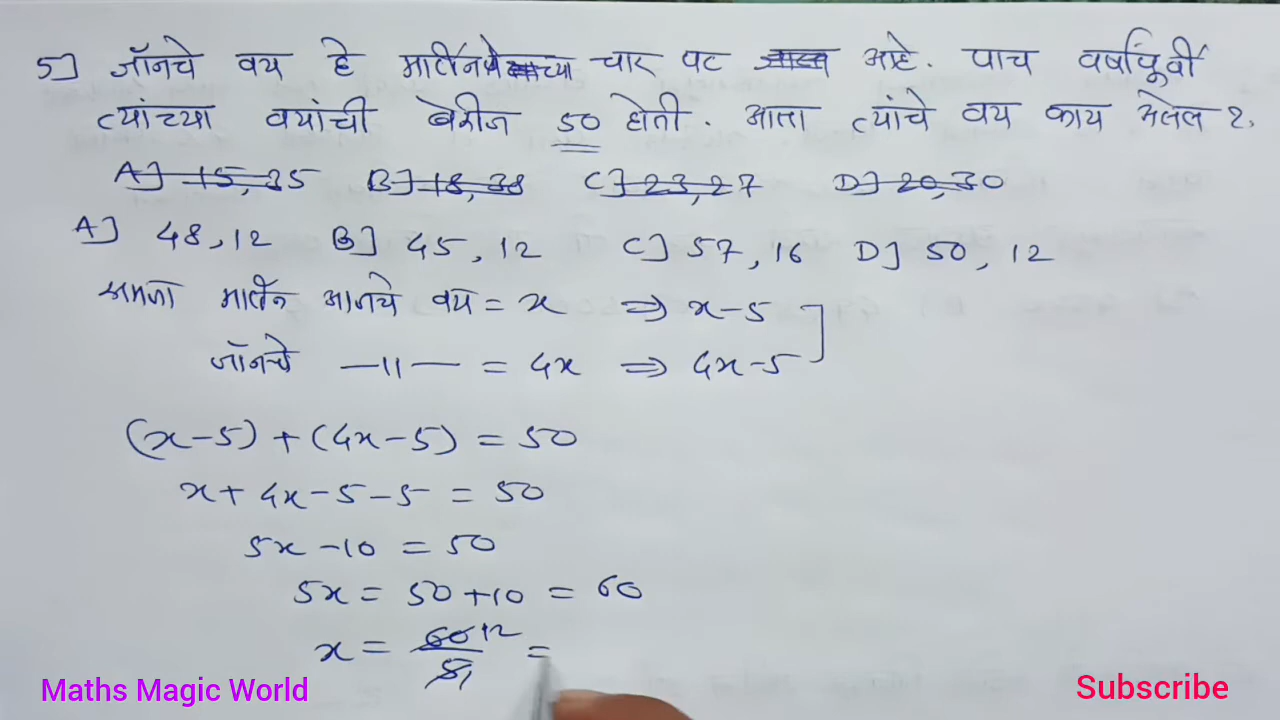 5] जॉनचे वय हे मार्टीनच्या चार पट आहे. पाच वर्षांपूर्वी
त्यांच्या वयांची बेरीज 50 होती. आता त्यांचे वय काय असेल ?
A] 15, 35 B] 18, 38 C] 23, 27 D] 20, 30
A] 48, 12 B] 45, 12 C] 57, 16 D] 50, 12
समजा मार्टीन आजचे वय = x ⇒ x-5
जॉनचे —11— = 4x ⇒ 4x-5
(x-5) + (4x-5) = 50
x + 4x - 5 - 5 = 50
5x - 10 = 50
5x = 50 + 10 = 60
x = 60/5 12 =
Maths Magic World
Subscribe